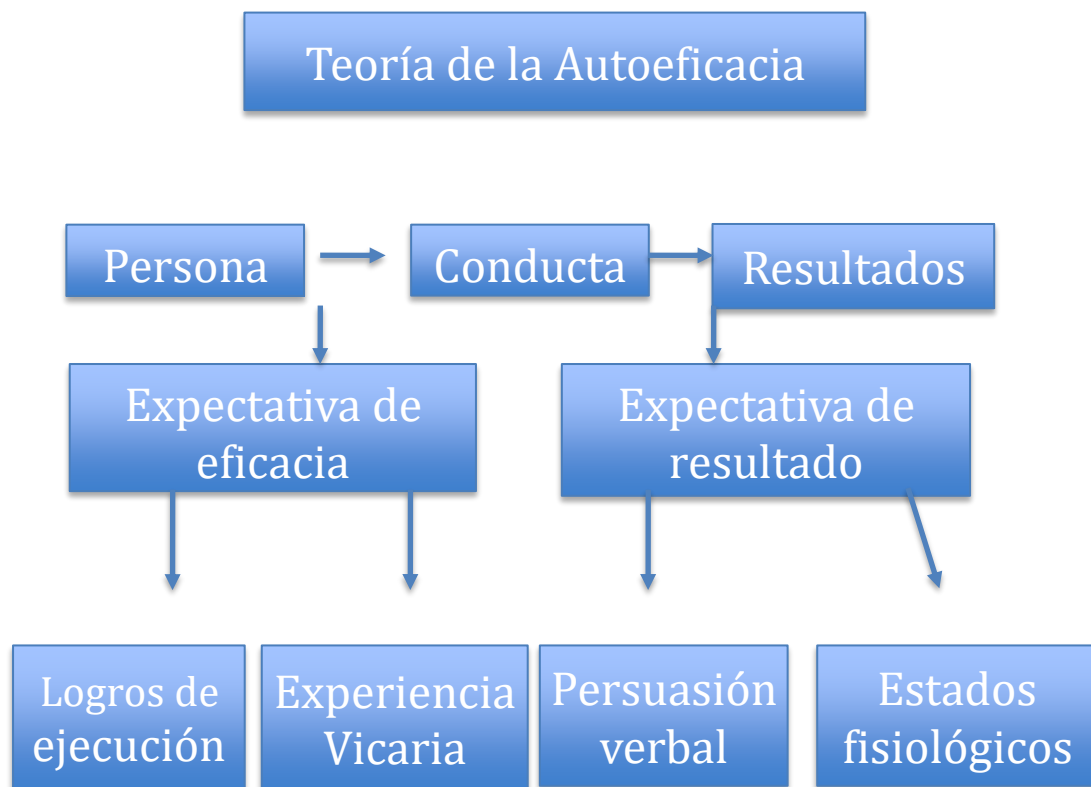 Teoría de la Autoeficacia
Persona
Conducta
Resultados
Expectativa de
eficacia
Expectativa de
resultado
Logros de
ejecución
Experiencia
Vicaria
Persuasión
verbal
Estados
fisiológicos